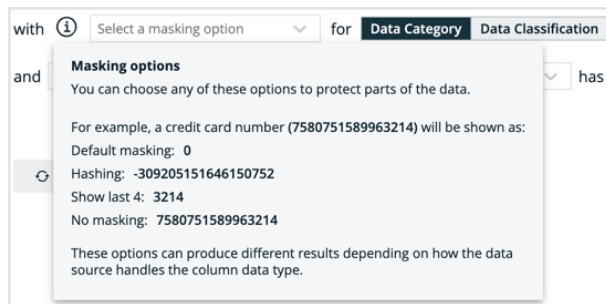 with i Select a masking option for Data Category Data Classification
and has
Masking options
You can choose any of these options to protect parts of the data.
For example, a credit card number (7580751589963214) will be shown as:
Default masking: 0
Hashing: -309205151646150752
Show last 4: 3214
No masking: 7580751589963214
These options can produce different results depending on how the data
source handles the column data type.